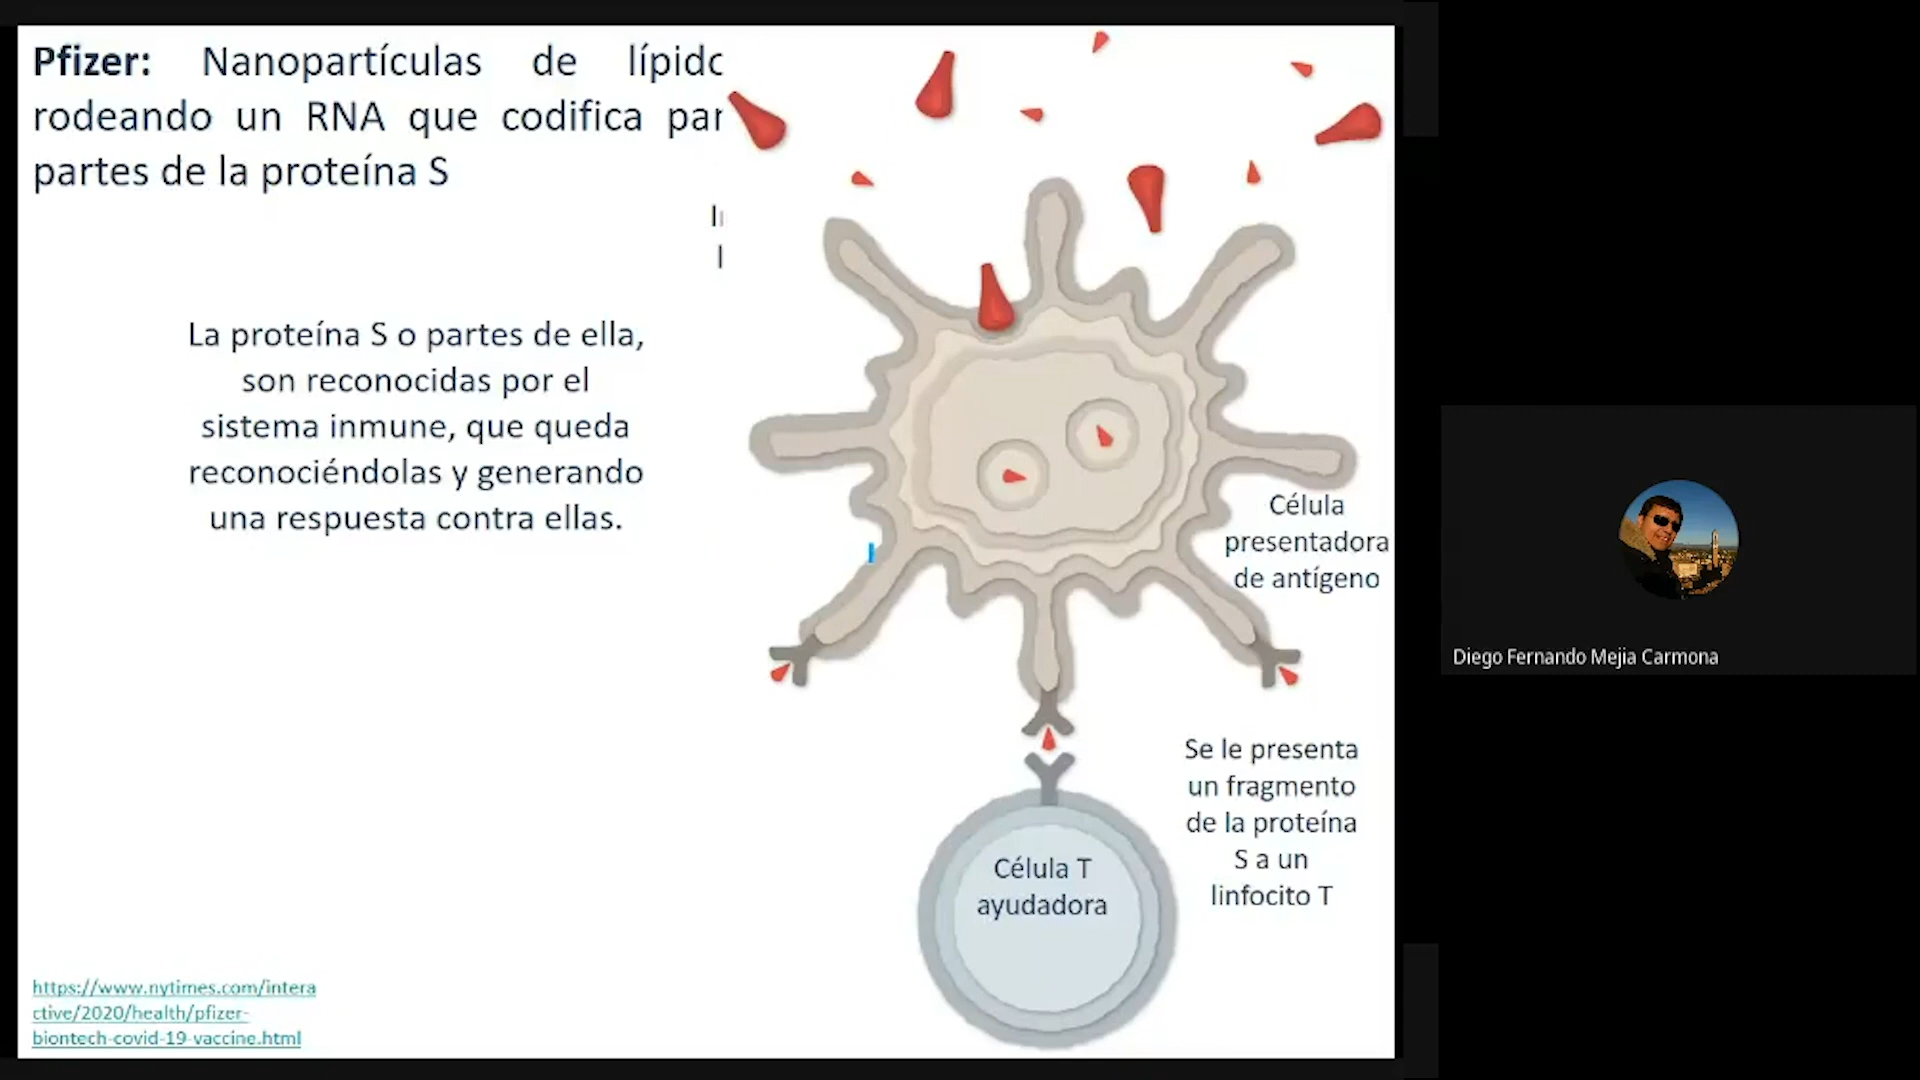 Pfizer: Nanopartículas de lípido
rodeando un RNA que codifica par
partes de la proteína S
La proteína S o partes de ella,
son reconocidas por el
sistema inmune, que queda
reconociéndolas y generando
una respuesta contra ellas.
Célula
presentadora
de antígeno
Se le presenta
un fragmento
de la proteína
S a un
linfocito T
Célula T
ayudadora
https://www.nytimes.com/intera
ctive/2020/health/pfizer-
biontech-covid-19-vaccine.html
Diego Fernando Mejia Carmona